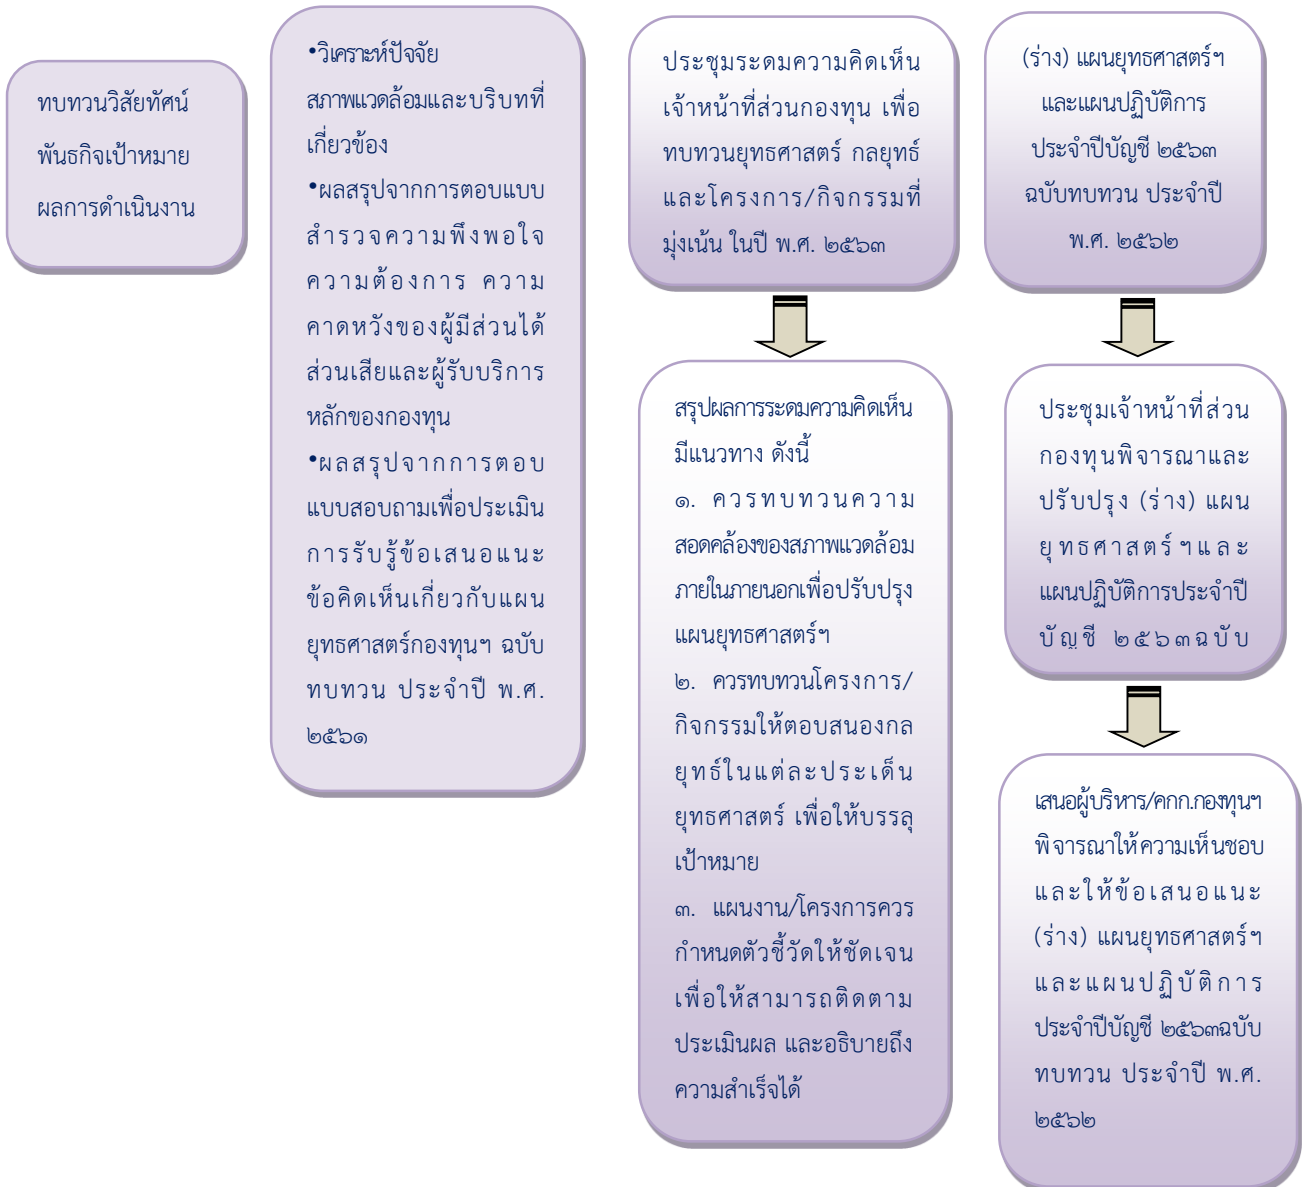 ทบทวนวิสัยทัศน์
พันธกิจเป้าหมาย
ผลการดำเนินงาน
•วิเคราะห์ปัจจัย
สภาพแวดล้อมและบริบทที่
เกี่ยวข้อง
•ผลสรุปจากการตอบแบบ
สำรวจความพึงพอใจ
ความต้องการ ความ
คาดหวังของผู้มีส่วนได้
ส่วนเสียและผู้รับบริการ
หลักของกองทุน
•ผลสรุปจากการตอบ
แบบสอบถามเพื่อประเมิน
การรับรู้ข้อเสนอแนะ
ข้อคิดเห็นเกี่ยวกับแผน
ยุทธศาสตร์กองทุนฯ ฉบับ
ทบทวน ประจำปี พ.ศ.
๒๕๖๑
ประชุมระดมความคิดเห็น
เจ้าหน้าที่ส่วนกองทุน เพื่อ
ทบทวนยุทธศาสตร์ กลยุทธ์
และโครงการ/กิจกรรมที่
มุ่งเน้น ในปี พ.ศ. ๒๕๖๓
สรุปผลการระดมความคิดเห็น
มีแนวทาง ดังนี้
๑. ควรทบทวนความ
สอดคล้องของสภาพแวดล้อม
ภายในภายนอกเพื่อปรับปรุง
แผนยุทธศาสตร์ฯ
๒. ควรทบทวนโครงการ/
กิจกรรมให้ตอบสนองกล
ยุทธ์ในแต่ละประเด็น
ยุทธศาสตร์ เพื่อให้บรรลุ
เป้าหมาย
๓. แผนงาน/โครงการควร
กำหนดตัวชี้วัดให้ชัดเจน
เพื่อให้สามารถติดตาม
ประเมินผล และอธิบายถึง
ความสำเร็จได้
(ร่าง) แผนยุทธศาสตร์ฯ
และแผนปฏิบัติการ
ประจำปีบัญชี ๒๕๖๓
ฉบับทบทวน ประจำปี
พ.ศ. ๒๕๖๒
ประชุมเจ้าหน้าที่ส่วน
กองทุนพิจารณาและ
ปรับปรุง (ร่าง) แผน
ยุทธศาสตร์ฯและ
แผนปฏิบัติการประจำปี
บัญชี ๒๕๖๓ฉบับ
เสนอผู้บริหาร/คกก.กองทุนฯ
พิจารณาให้ความเห็นชอบ
และให้ข้อเสนอแนะ
(ร่าง) แผนยุทธศาสตร์ฯ
และแผนปฏิบัติการ
ประจำปีบัญชี ๒๕๖๓ฉบับ
ทบทวน ประจำปี พ.ศ.
๒๕๖๒